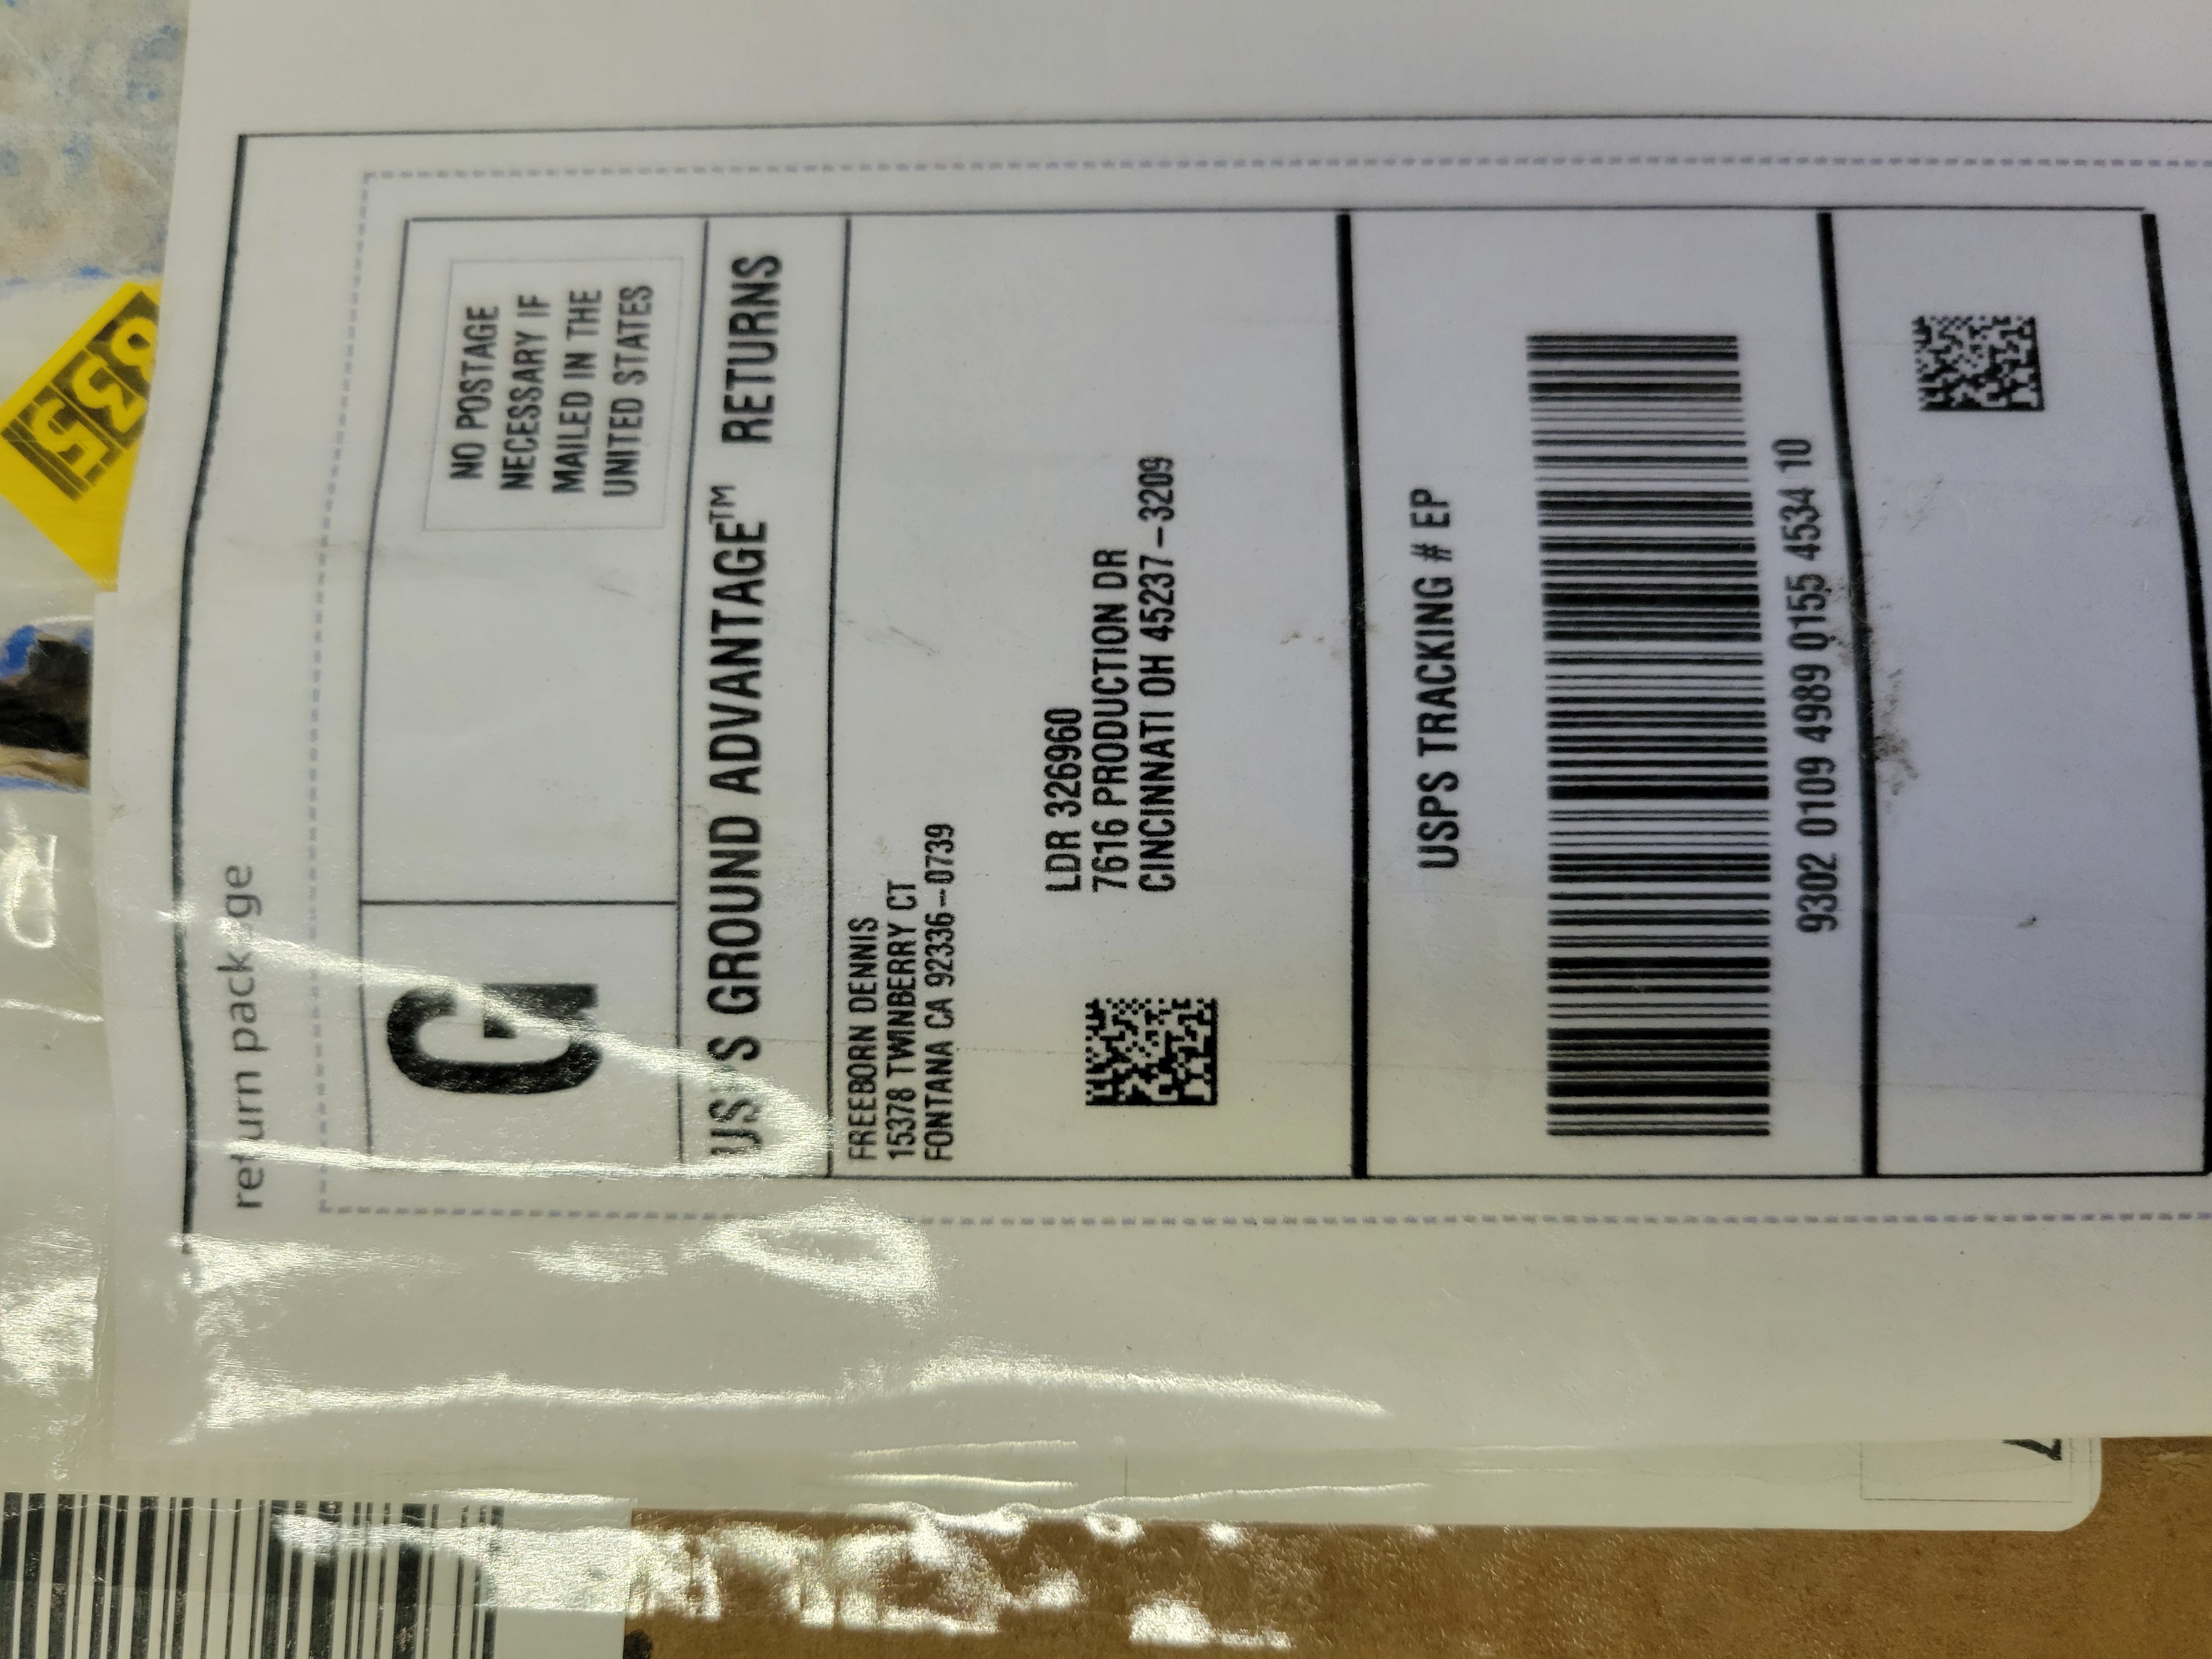 return package
G
NO POSTAGE
NECESSARY IF
MAILED IN THE
UNITED STATES
USPS GROUND ADVANTAGE™ RETURNS
FREEBORN DENNIS
15378 TWINBERRY CT
FONTANA CA 92336-0739
LDR 326960
7616 PRODUCTION DR
CINCINNATI OH 45237-3209
USPS TRACKING # EP
9302 0109 4989 0155 4534 10